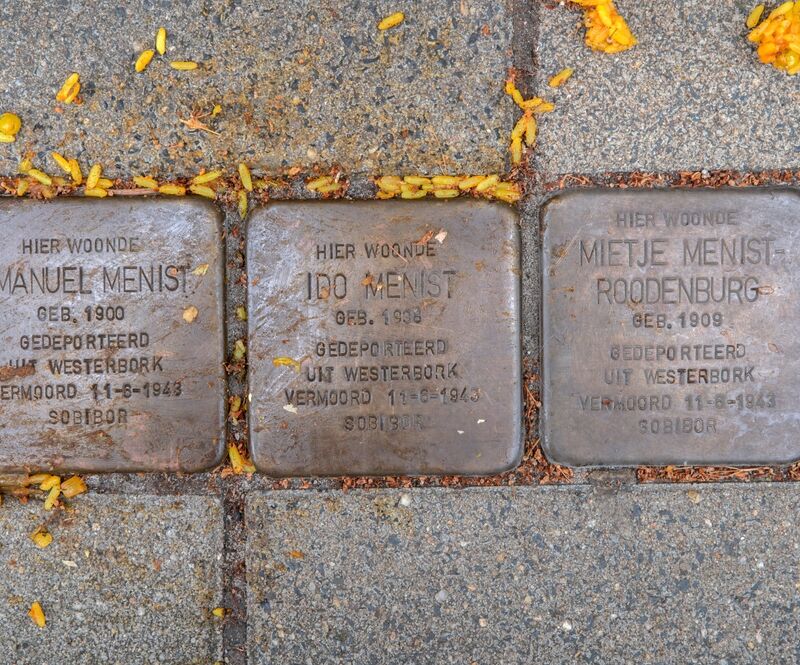 HIER WOONDE
MANUEL MENIST
GEB. 1900
GEDEPORTEERD
UIT WESTERBORK
VERMOORD 11-6-1943
SOBIBOR
HIER WOONDE
IDO MENIST
GEB. 1938
GEDEPORTEERD
UIT WESTERBORK
VERMOORD 11-6-1943
SOBIBOR
HIER WOONDE
MIETJE MENIST-
ROODENBURG
GEB. 1909
GEDEPORTEERD
UIT WESTERBORK
VERMOORD 11-6-1943
SOBIBOR